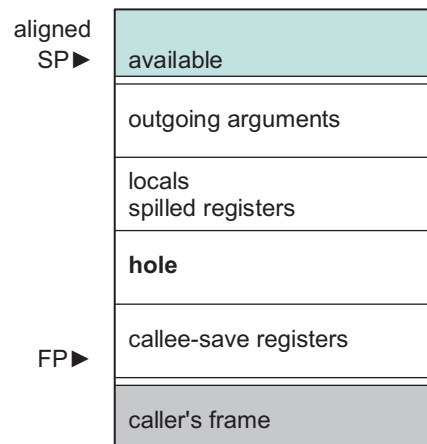 aligned
SP►
available
outgoing arguments
locals
spilled registers
hole
callee-save registers
FP►
caller's frame